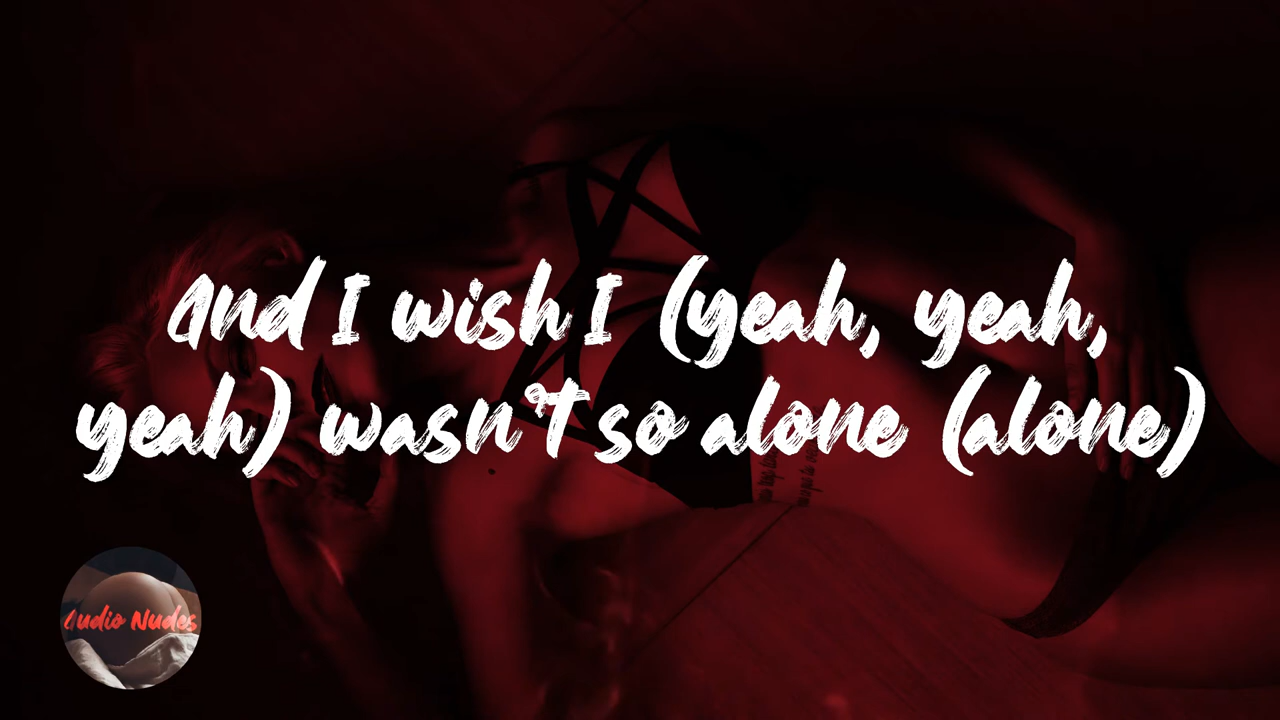 And I wish I (yeah, yeah,
yeah) wasn't so alone (alone)
Audio Nudes